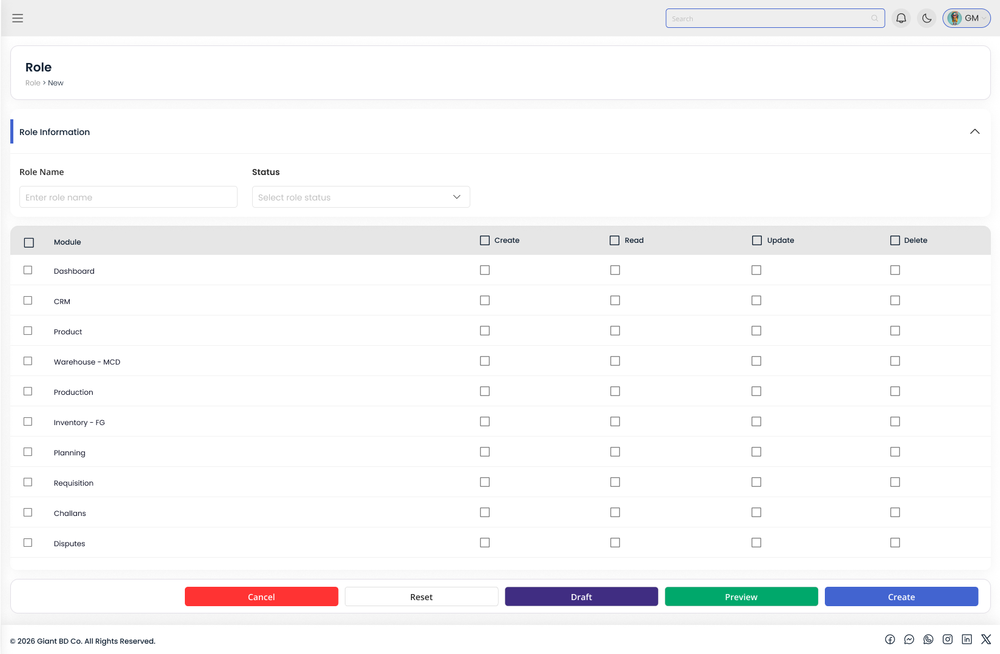 Search
GM
Role
Role > New
Role Information
Role Name
Status
Enter role name
Select role status
Module Create Read Update Delete
Dashboard
CRM
Product
Warehouse - MCD
Production
Inventory - FG
Planning
Requisition
Challans
Disputes
Cancel Reset Draft Preview Create
© 2026 Giant BD Co. All Rights Reserved.